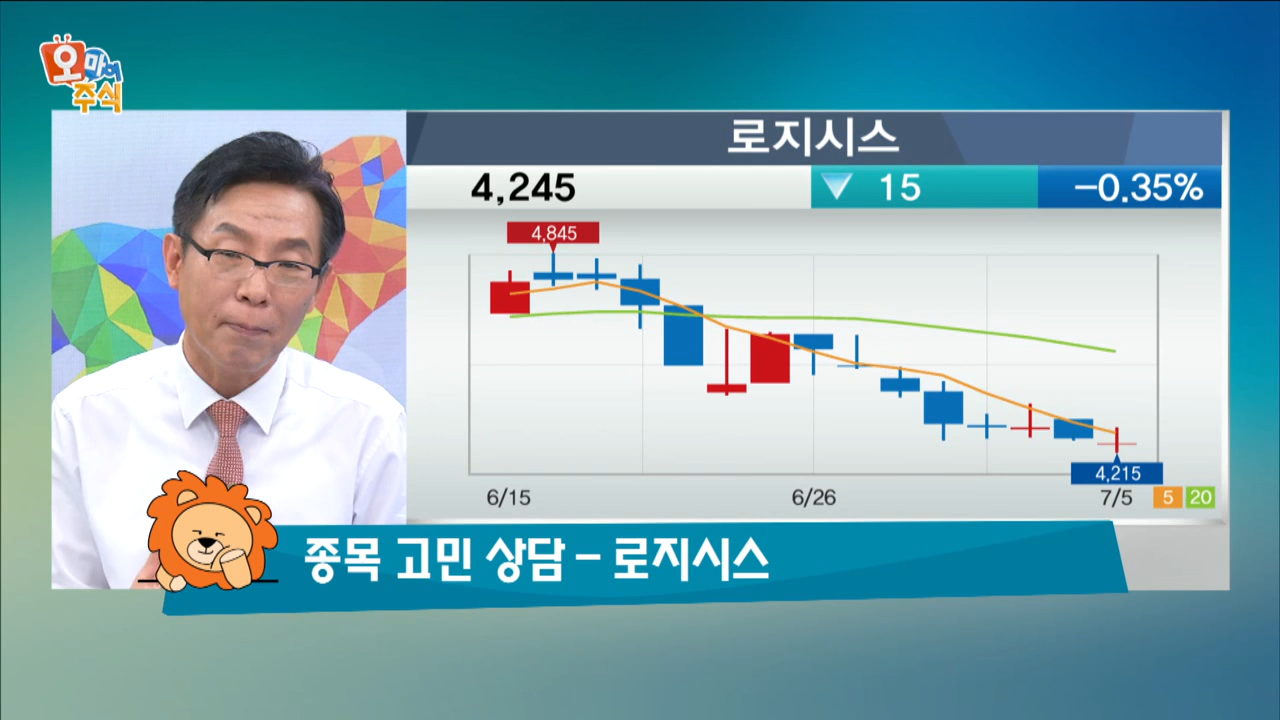 오마이
주식
로지시스
4,245 ▼ 15 -0.35%
4,845
4,215
6/15 6/26 7/5 5 20
종목 고민 상담 - 로지시스